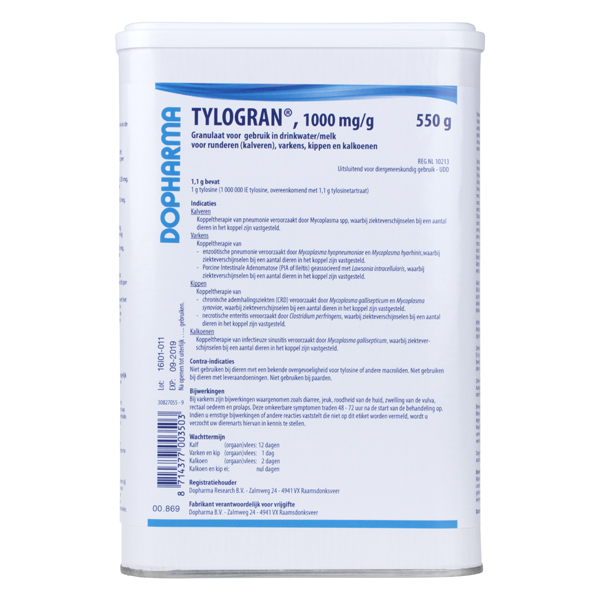 DOPHARMA
TYLOGRAN®, 1000 mg/g 550 g
Granulaat voor gebruik in drinkwater/melk
voor runderen (kalveren), varkens, kippen en kalkoenen
REG NL 10213
Uitsluitend voor diergeneeskundig gebruik - UDD
1,1 g bevat
1 g tylosine (1 000 000 IE tylosine, overeenkomend met 1,1 g tylosinetartraat)
Indicaties
Kalveren
Koppeltherapie van pneumonie veroorzaakt door Mycoplasma spp, waarbij ziekteverschijnselen bij een aantal
dieren in het koppel zijn vastgesteld.
Varkens
Koppeltherapie van
- enzoötische pneumonie veroorzaakt door Mycoplasma hyopneumoniae en Mycoplasma hyorhinis, waarbij
ziekteverschijnselen bij een aantal dieren in het koppel zijn vastgesteld.
- Porcine Intestinale Adenomatose (PIA of Ileitis) geassocieerd met Lawsonia intracellularis, waarbij
ziekteverschijnselen bij een aantal dieren in het koppel zijn vastgesteld.
Kippen
Koppeltherapie van
- chronische ademhalingsziekten (CRD) veroorzaakt door Mycoplasma gallisepticum en Mycoplasma
synoviae, waarbij ziekteverschijnselen bij een aantal dieren in het koppel zijn vastgesteld.
- necrotische enteritis veroorzaakt door Clostridium perfringens, waarbij ziekteverschijnselen bij een aantal
dieren in het koppel zijn vastgesteld.
Kalkoenen
Koppeltherapie van infectieuze sinusitis veroorzaakt door Mycoplasma gallisepticum, waarbij ziektever-
schijnselen bij een aantal dieren in het koppel zijn vastgesteld.
Contra-indicaties
Niet gebruiken bij dieren met een bekende overgevoeligheid voor tylosine of andere macroliden. Niet gebruiken bij
dieren met leveraandoeningen. Niet gebruiken bij paarden.
Bijwerkingen
Bij varkens zijn bijwerkingen waargenomen zoals diarree, jeuk, roodheid van de huid, zwelling van de vulva,
rectaal oedeem en prolaps. Deze omkeerbare symptomen traden 48 - 72 uur na de start van de behandeling op.
Indien u ernstige bijwerkingen of andere reacties vaststelt die niet op dit etiket worden vermeld, wordt u
verzocht uw dierenarts hiervan in kennis te stellen.
Wachttermijn
Kalf (orgaan)vlees: 12 dagen
Varken en kip (orgaan)vlees: 1 dag
Kalkoen (orgaan)vlees: 2 dagen
Kalkoen en kip ei: nul dagen
Registratiehouder
Dopharma Research B.V. - Zalmweg 24 - 4941 VX Raamsdonksveer
Fabrikant verantwoordelijk voor vrijgifte
Dopharma B.V. - Zalmweg 24 - 4941 VX Raamsdonksveer
Lot: 16I01-011
EXP: 09-2019
Na openen tot uiterlijk ...... gebruiken.
30827055 - 9
8 714377 003503
00.869